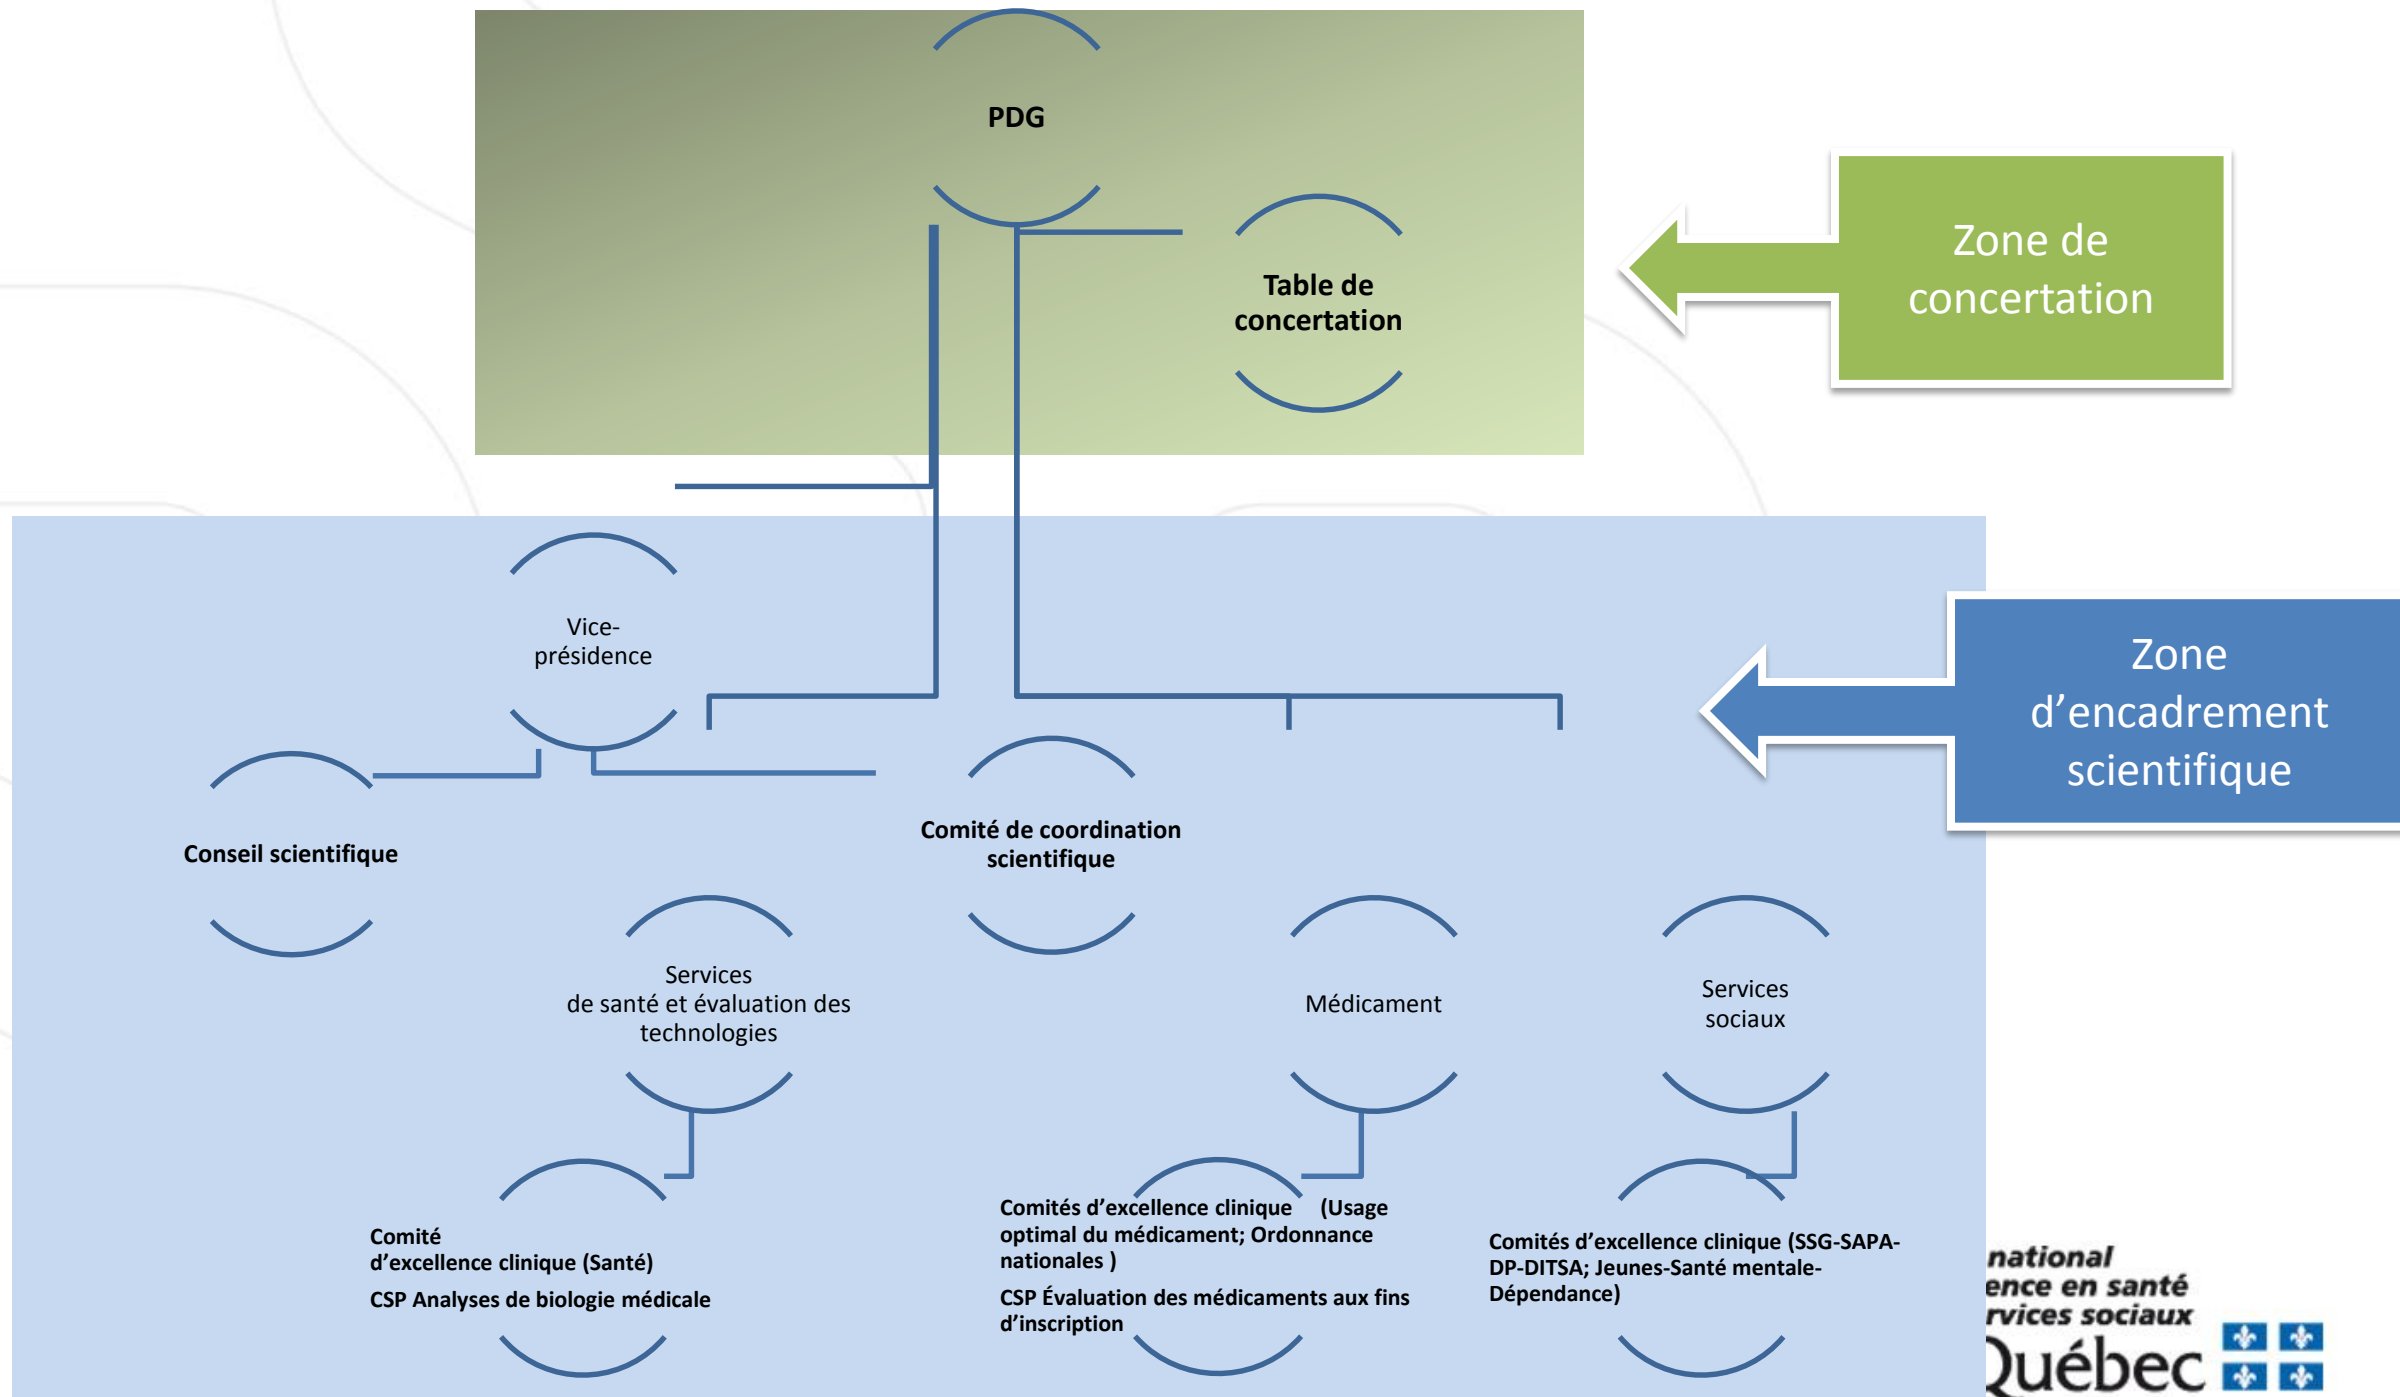 PDG
Table de
concertation
Zone de
concertation
Vice-
présidence
Zone
d’encadrement
scientifique
Conseil scientifique
Comité de coordination
scientifique
Services
de santé et évaluation des
technologies
Médicament
Services
sociaux
Comité
d’excellence clinique (Santé)
CSP Analyses de biologie médicale
Comités d’excellence clinique (Usage
optimal du médicament; Ordonnance
nationales )
CSP Évaluation des médicaments aux fins
d’inscription
Comités d’excellence clinique (SSG-SAPA-
DP-DITSA; Jeunes-Santé mentale-
Dépendance)
national
ence en santé
rvices sociaux
Québec